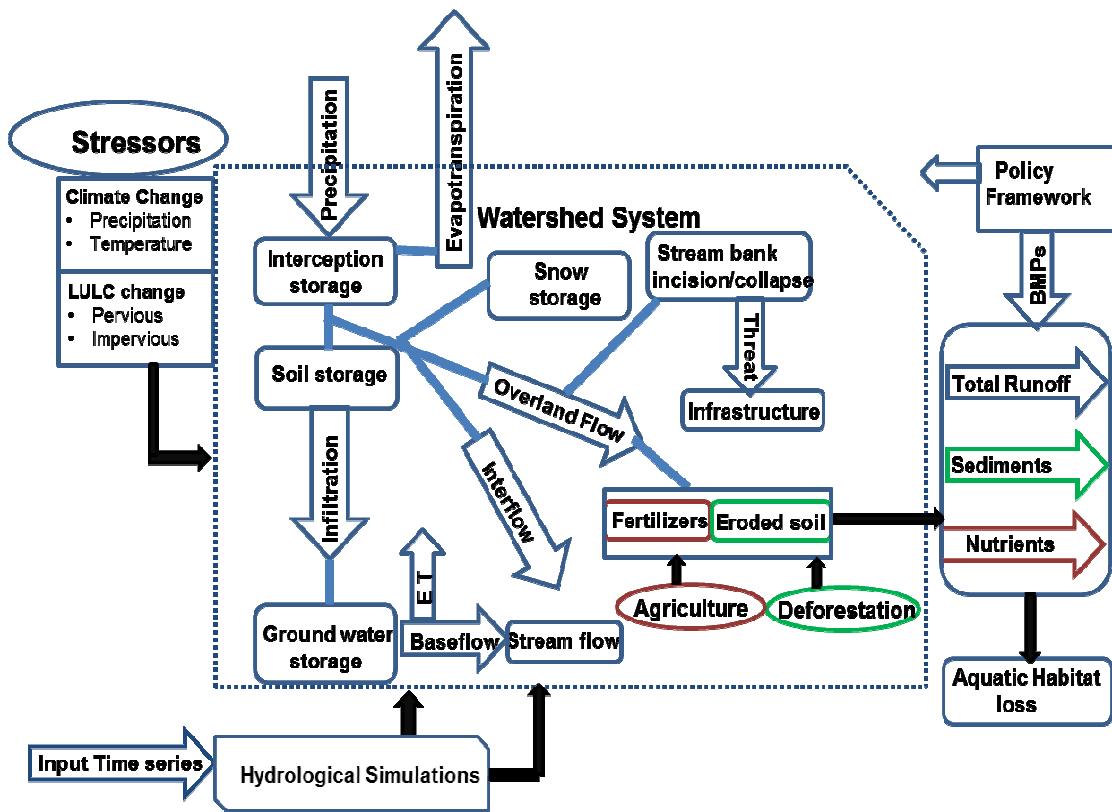 Stressors
Climate Change
• Precipitation
• Temperature
LULC change
• Pervious
• Impervious
Precipitation
Evapotranspiration
Watershed System
Interception
storage
Snow
storage
Stream bank
incision/collapse
Threat
Infrastructure
Soil storage
Overland Flow
Interflow
Infiltration
Fertilizers
Eroded soil
Agriculture
Deforestation
ET
Ground water
storage
Baseflow
Stream flow
Policy
Framework
BMPs
Total Runoff
Sediments
Nutrients
Aquatic Habitat
loss
Input Time series
Hydrological Simulations